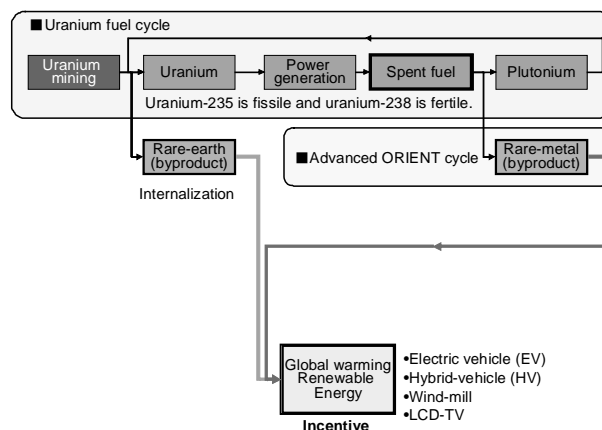 ■Uranium fuel cycle
Uranium
mining
Uranium
Power
generation
Spent fuel
Plutonium
Uranium-235 is fissile and uranium-238 is fertile.
Rare-earth
(byproduct)
Internalization
■Advanced ORIENT cycle
Rare-metal
(byproduct)
Global warming
Renewable
Energy
Incentive
•Electric vehicle (EV)
•Hybrid-vehicle (HV)
•Wind-mill
•LCD-TV